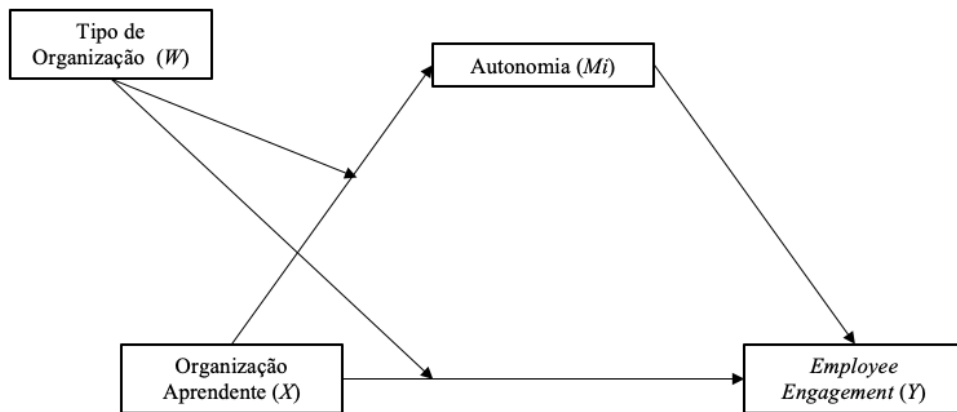 Tipo de
Organização (W)
Autonomia (Mi)
Organização
Aprendente (X)
Employee
Engagement (Y)